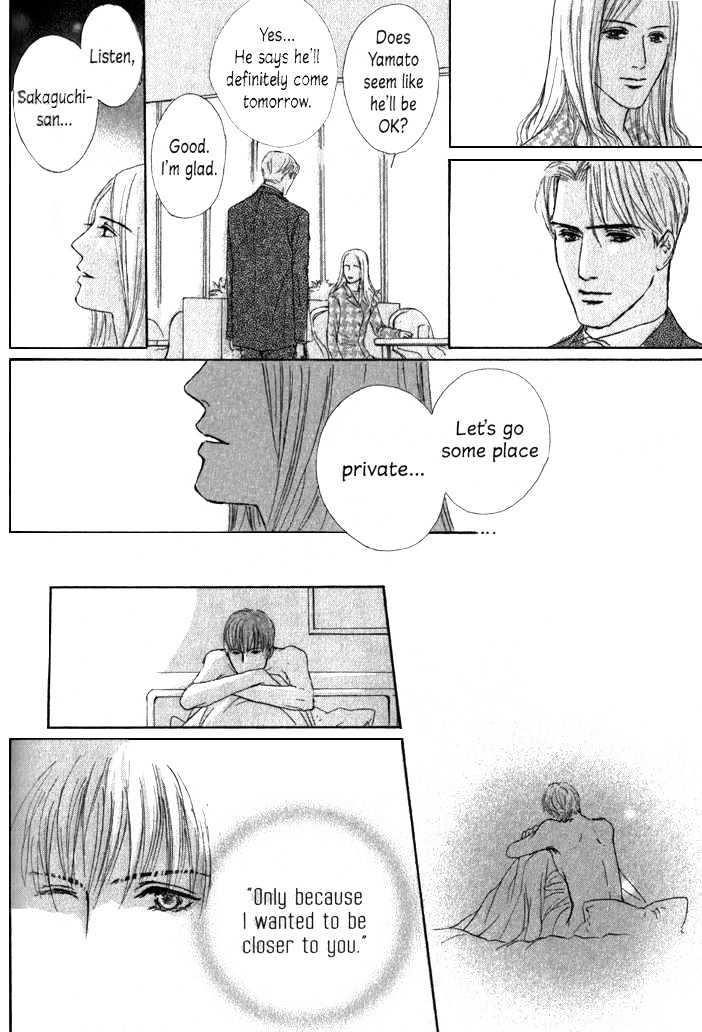 Does
Yamato
seem like
he'll be
OK?
Yes...
He says he'll
definitely come
tomorrow.
Good.
I'm glad.
Listen,
Sakaguchi-
san...
Let's go
some place
private...
"Only because
I wanted to be
closer to you."